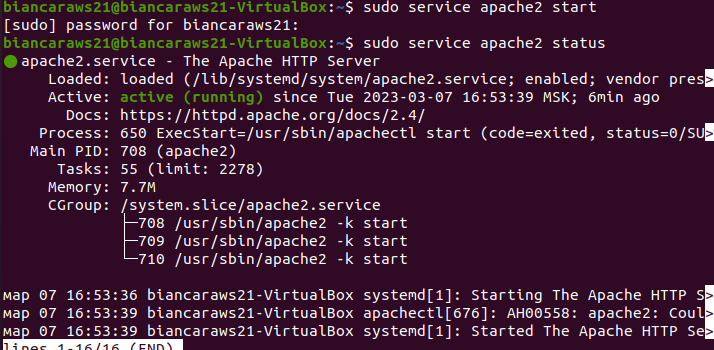 biancaraws21@biancaraws21-VirtualBox:~$ sudo service apache2 start
[sudo] password for biancaraws21:
biancaraws21@biancaraws21-VirtualBox:~$ sudo service apache2 status
● apache2.service - The Apache HTTP Server
     Loaded: loaded (/lib/systemd/system/apache2.service; enabled; vendor pres>
     Active: active (running) since Tue 2023-03-07 16:53:39 MSK; 6min ago
       Docs: https://httpd.apache.org/docs/2.4/
    Process: 650 ExecStart=/usr/sbin/apachectl start (code=exited, status=0/SU>
   Main PID: 708 (apache2)
      Tasks: 55 (limit: 2278)
     Memory: 7.7M
     CGroup: /system.slice/apache2.service
             ├─708 /usr/sbin/apache2 -k start
             ├─709 /usr/sbin/apache2 -k start
             └─710 /usr/sbin/apache2 -k start
мар 07 16:53:36 biancaraws21-VirtualBox systemd[1]: Starting The Apache HTTP S>
мар 07 16:53:39 biancaraws21-VirtualBox apachectl[676]: AH00558: apache2: Coul>
мар 07 16:53:39 biancaraws21-VirtualBox systemd[1]: Started The Apache HTTP Se>
lines 1-16/16 (END)